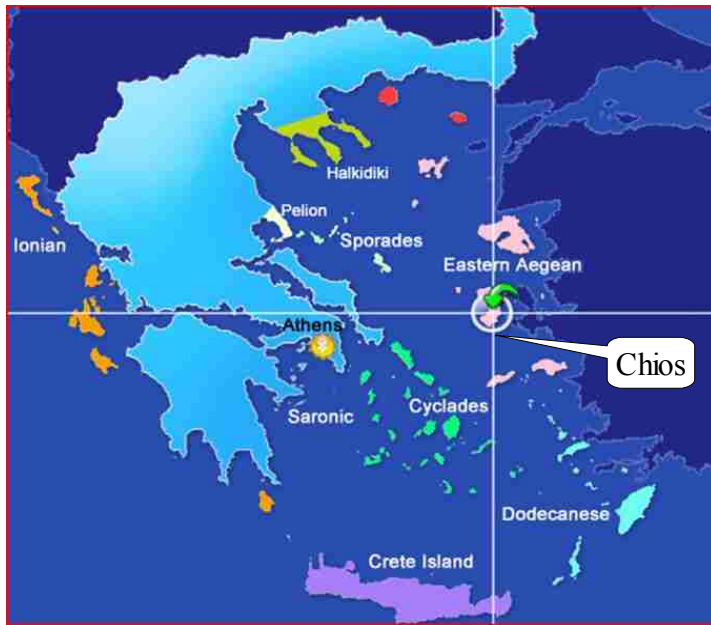 Halkidiki
Pelion
Ionian
Sporades
Eastern Aegean
Athens
Chios
Saronic
Cyclades
Dodecanese
Crete Island